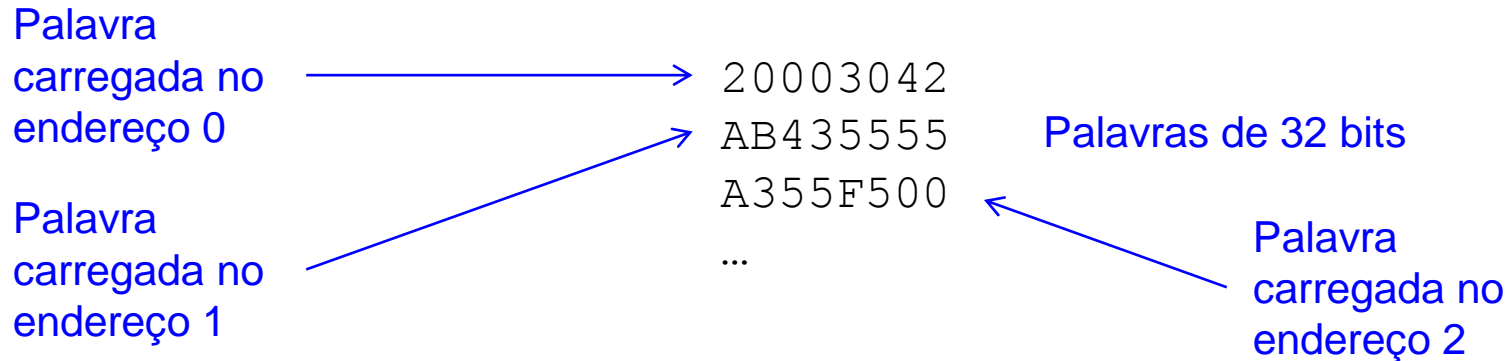 Palavra
carregada no
endereço 0
20003042
AB435555
A355F500
…
Palavras de 32 bits
Palavra
carregada no
endereço 1
Palavra
carregada no
endereço 2